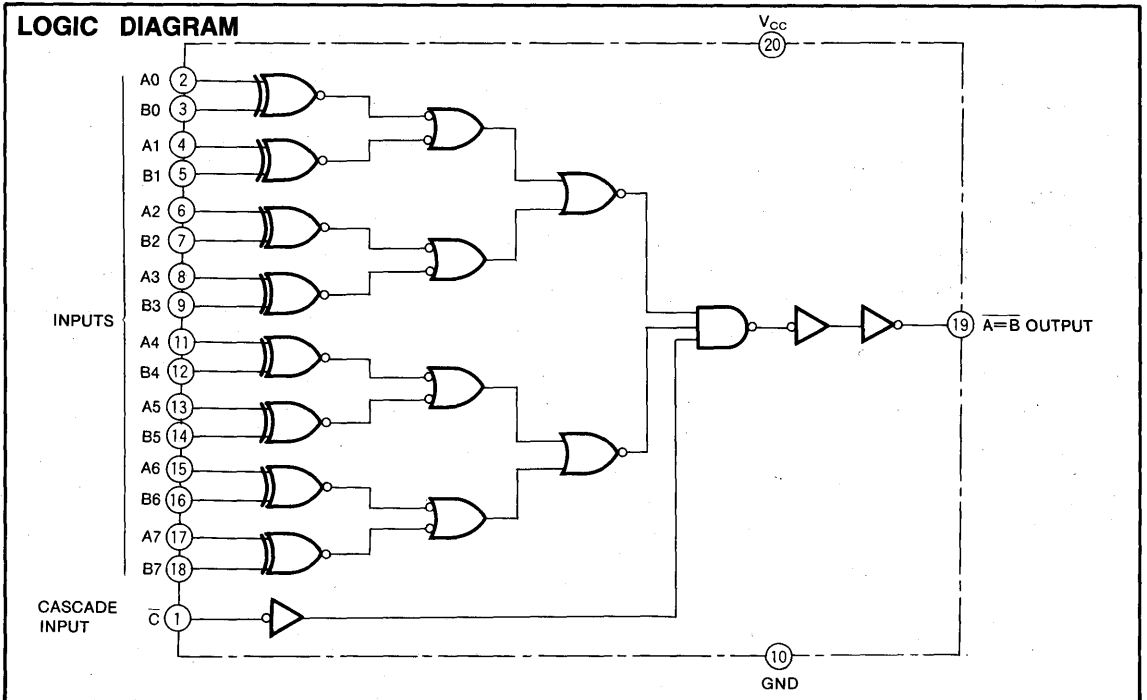 LOGIC DIAGRAM
V_CC
20
INPUTS
A0 2
B0 3
A1 4
B1 5
A2 6
B2 7
A3 8
B3 9
A4 11
B4 12
A5 13
B5 14
A6 15
B6 16
A7 17
B7 18
CASCADE
INPUT
C̅ 1
19 A̅=̅B̅ OUTPUT
10
GND